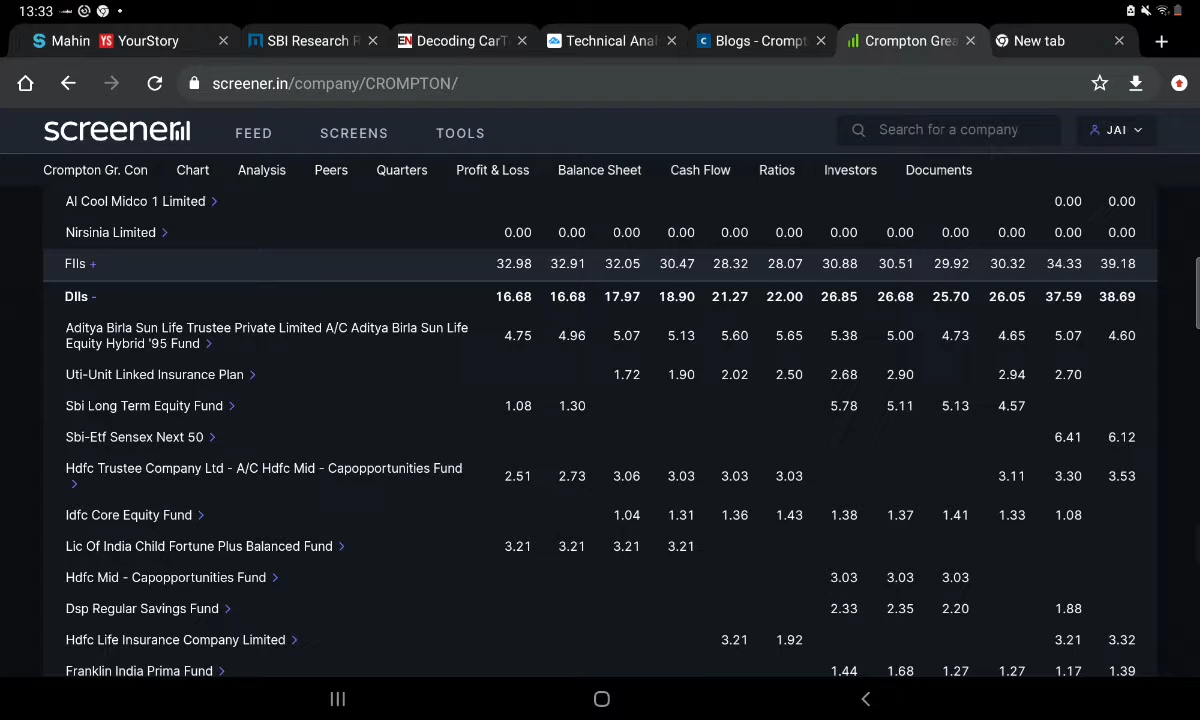 13:33
Mahin YS YourStory
SBI Research R
EN Decoding CarT
Technical Anal
Blogs - Crompt
Crompton Grea
New tab
screener.in/company/CROMPTON/
screener
FEED SCREENS TOOLS
Search for a company
JAI
Crompton Gr. Con Chart Analysis Peers Quarters Profit & Loss Balance Sheet Cash Flow Ratios Investors Documents
AI Cool Midco 1 Limited > 0.00 0.00
Nirsinia Limited > 0.00 0.00 0.00 0.00 0.00 0.00 0.00 0.00 0.00 0.00 0.00 0.00
FIIs + 32.98 32.91 32.05 30.47 28.32 28.07 30.88 30.51 29.92 30.32 34.33 39.18
DIIs - 16.68 16.68 17.97 18.90 21.27 22.00 26.85 26.68 25.70 26.05 37.59 38.69
Aditya Birla Sun Life Trustee Private Limited A/C Aditya Birla Sun Life
Equity Hybrid '95 Fund > 4.75 4.96 5.07 5.13 5.60 5.65 5.38 5.00 4.73 4.65 5.07 4.60
Uti-Unit Linked Insurance Plan > 1.72 1.90 2.02 2.50 2.68 2.90 2.94 2.70
Sbi Long Term Equity Fund > 1.08 1.30 5.78 5.11 5.13 4.57
Sbi-Etf Sensex Next 50 > 6.41 6.12
Hdfc Trustee Company Ltd - A/C Hdfc Mid - Capopportunities Fund
> 2.51 2.73 3.06 3.03 3.03 3.03 3.11 3.30 3.53
Idfc Core Equity Fund > 1.04 1.31 1.36 1.43 1.38 1.37 1.41 1.33 1.08
Lic Of India Child Fortune Plus Balanced Fund > 3.21 3.21 3.21 3.21
Hdfc Mid - Capopportunities Fund > 3.03 3.03 3.03
Dsp Regular Savings Fund > 2.33 2.35 2.20 1.88
Hdfc Life Insurance Company Limited > 3.21 1.92 3.21 3.32
Franklin India Prima Fund > 1.44 1.68 1.27 1.27 1.17 1.39